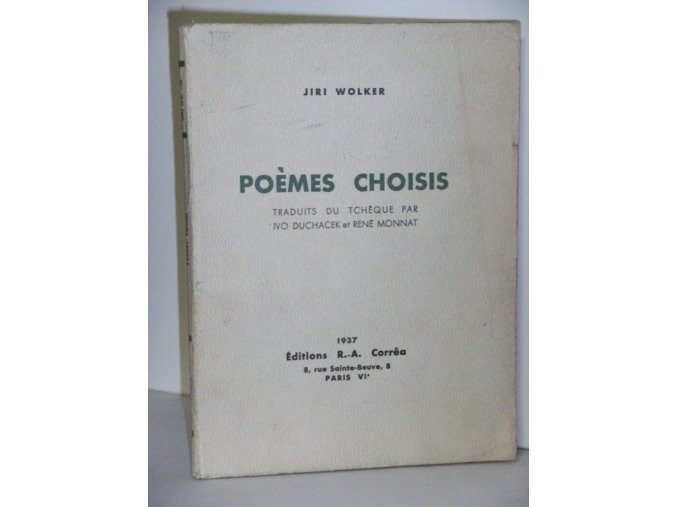 JIRI WOLKER
POÈMES CHOISIS
TRADUITS DU TCHÈQUE PAR
IVO DUCHACEK et RENÉ MONNAT
1937
Éditions R.-A. Corrêa
8, rue Sainte-Beuve, 8
PARIS VIᵉ